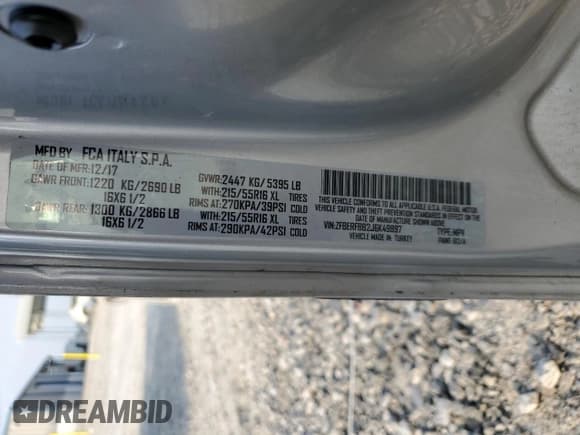 MFD BY FCA ITALY S.P.A.
DATE OF MFR:12/17
GAWR FRONT:1220 KG/2690 LB
16X6 1/2
GAWR REAR:1300 KG/2866 LB
16X6 1/2
GVWR:2447 KG/5395 LB
WITH:215/55R16 XL TIRES
RIMS AT:270KPA/39PSI COLD
WITH:215/55R16 XL TIRES
RIMS AT:290KPA/42PSI COLD
THIS VEHICLE CONFORMS TO ALL APPLICABLE U.S.A. FEDERAL MOTOR
VEHICLE SAFETY STANDARDS IN EFFECT ON THE
DATE OF MANUFACTURE SHOWN ABOVE.
VIN:ZFBERFBB2J6K49997 TYPE: MPV
VEHICLE MADE IN: TURKEY PAINT:
DREAMBID